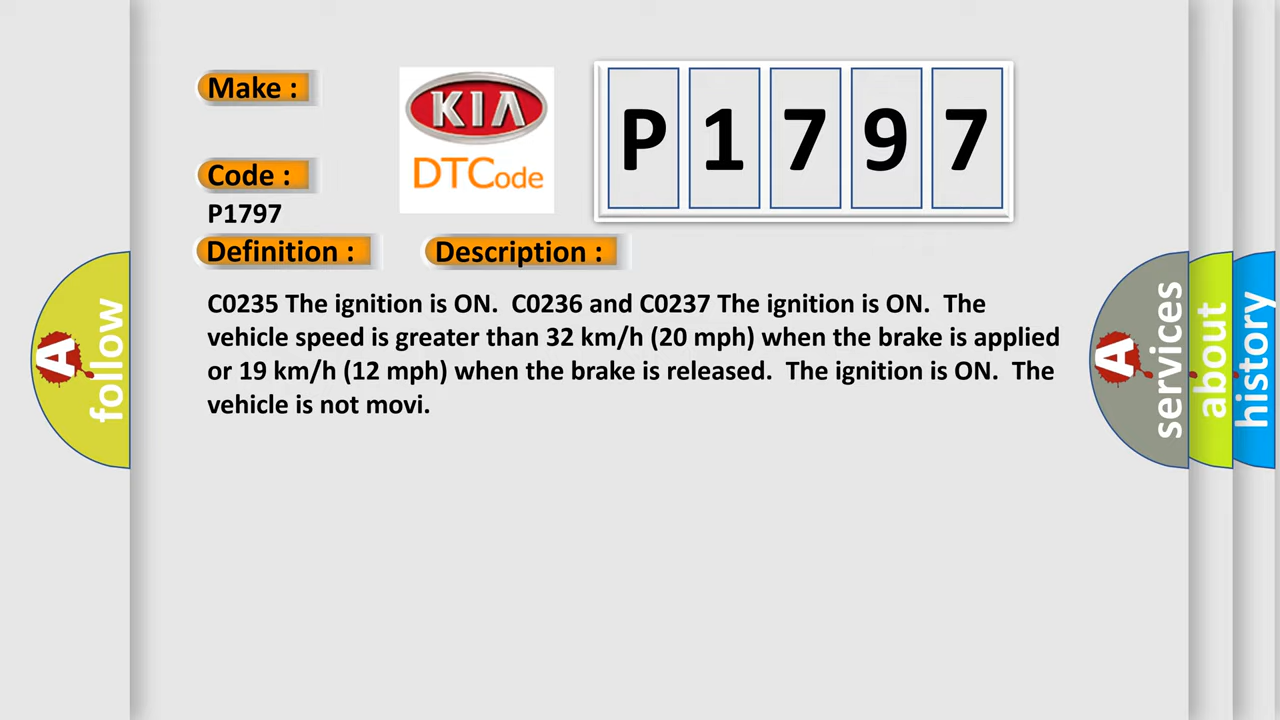 Make :
KIA
DTCode
P 1 7 9 7
Code :
P1797
Definition :
Description :
C0235 The ignition is ON. C0236 and C0237 The ignition is ON. The
vehicle speed is greater than 32 km/h (20 mph) when the brake is applied
or 19 km/h (12 mph) when the brake is released. The ignition is ON. The
vehicle is not movi.
A follow
A services
about
history